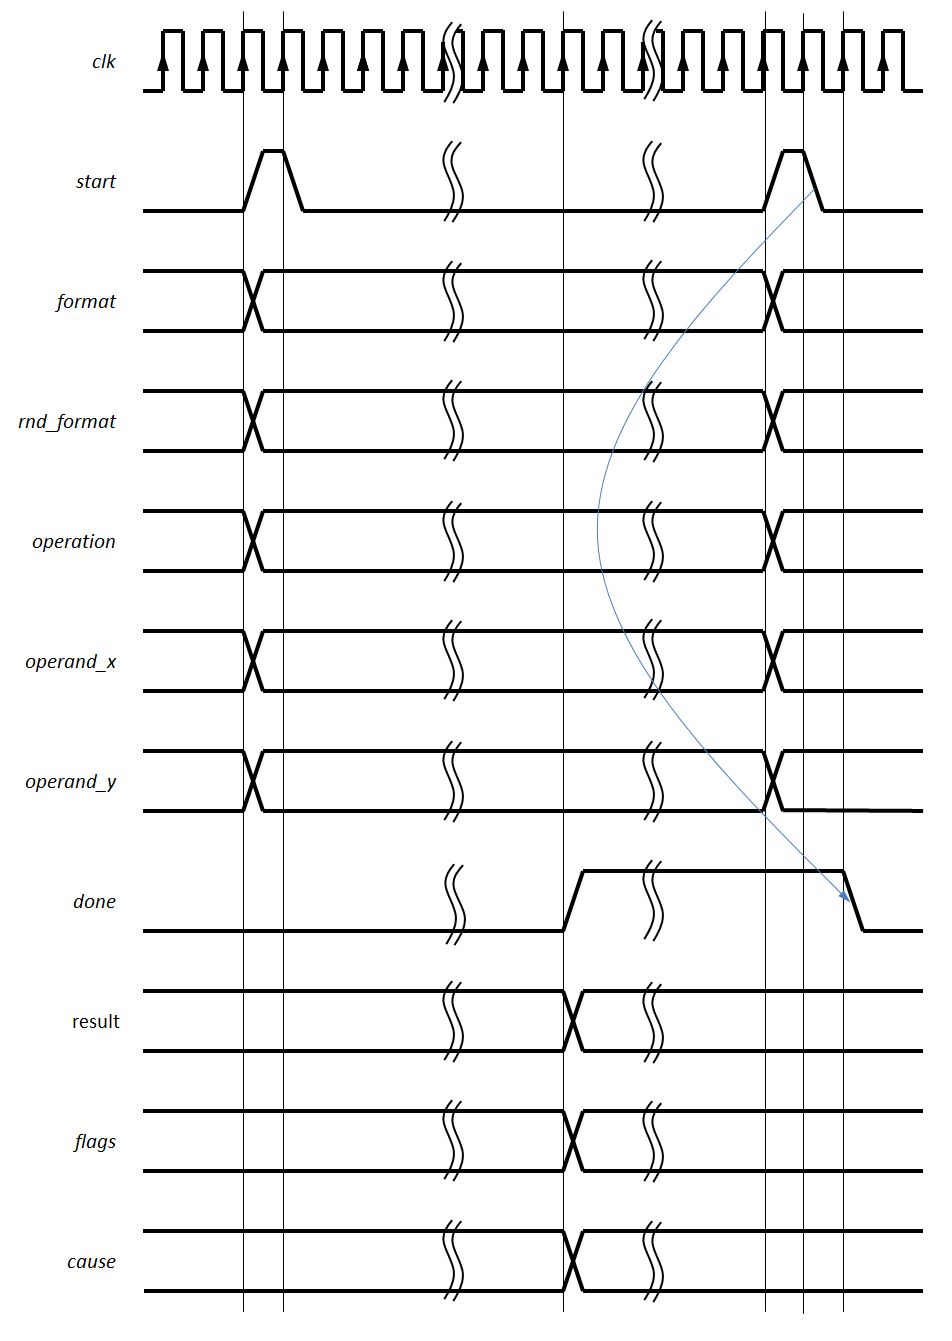 clk
start
format
rnd_format
operation
operand_x
operand_y
done
result
flags
cause